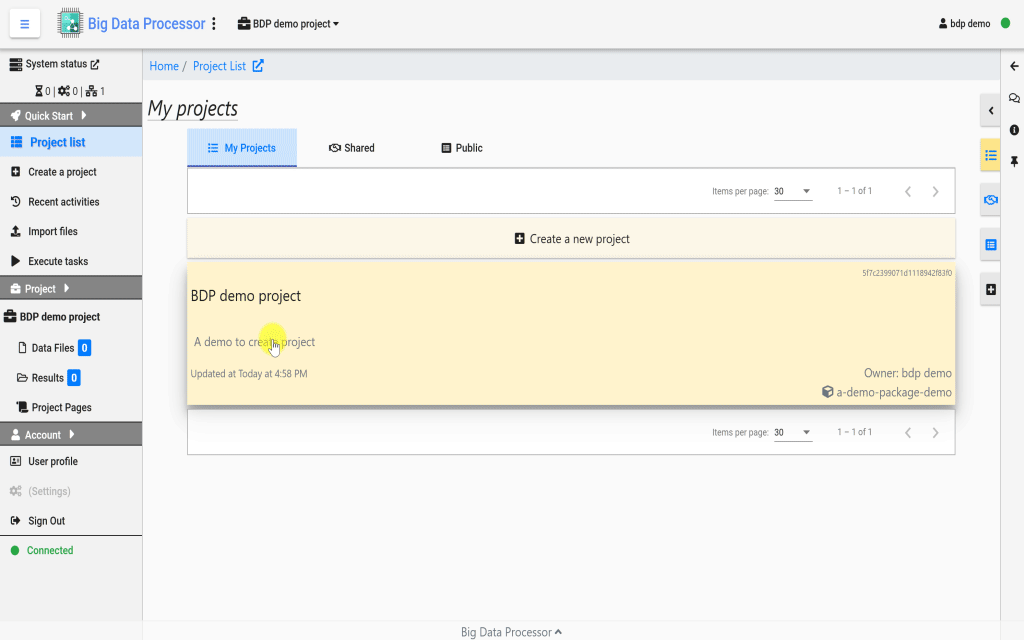 Big Data Processor
BDP demo project
bdp demo
System status
0 | 0 | 1
Quick Start
Project list
Create a project
Recent activities
Import files
Execute tasks
Project
BDP demo project
Data Files 0
Results 0
Project Pages
Account
User profile
(Settings)
Sign Out
Connected
Home / Project List
My projects
My Projects
Shared
Public
Items per page: 30
1 – 1 of 1
Create a new project
5f7c2399071d1118942f83f0
BDP demo project
A demo to create project
Updated at Today at 4:58 PM
Owner: bdp demo
a-demo-package-demo
Items per page: 30
1 – 1 of 1
Big Data Processor